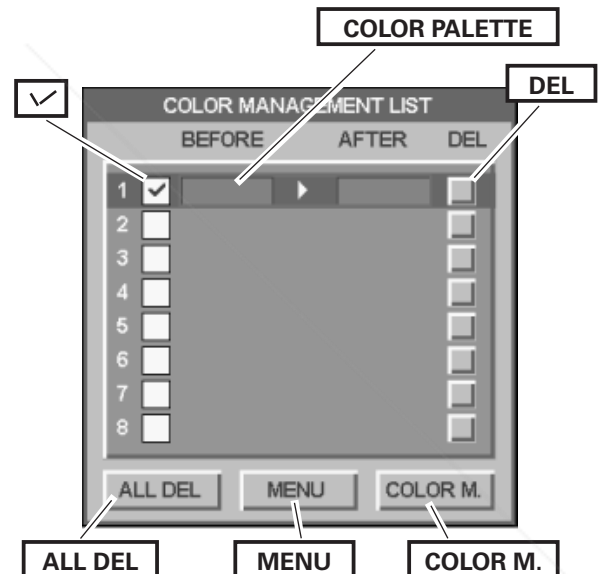 COLOR PALETTE
DEL
COLOR MANAGEMENT LIST
BEFORE AFTER DEL
1
2
3
4
5
6
7
8
ALL DEL MENU COLOR M.
ALL DEL MENU COLOR M.